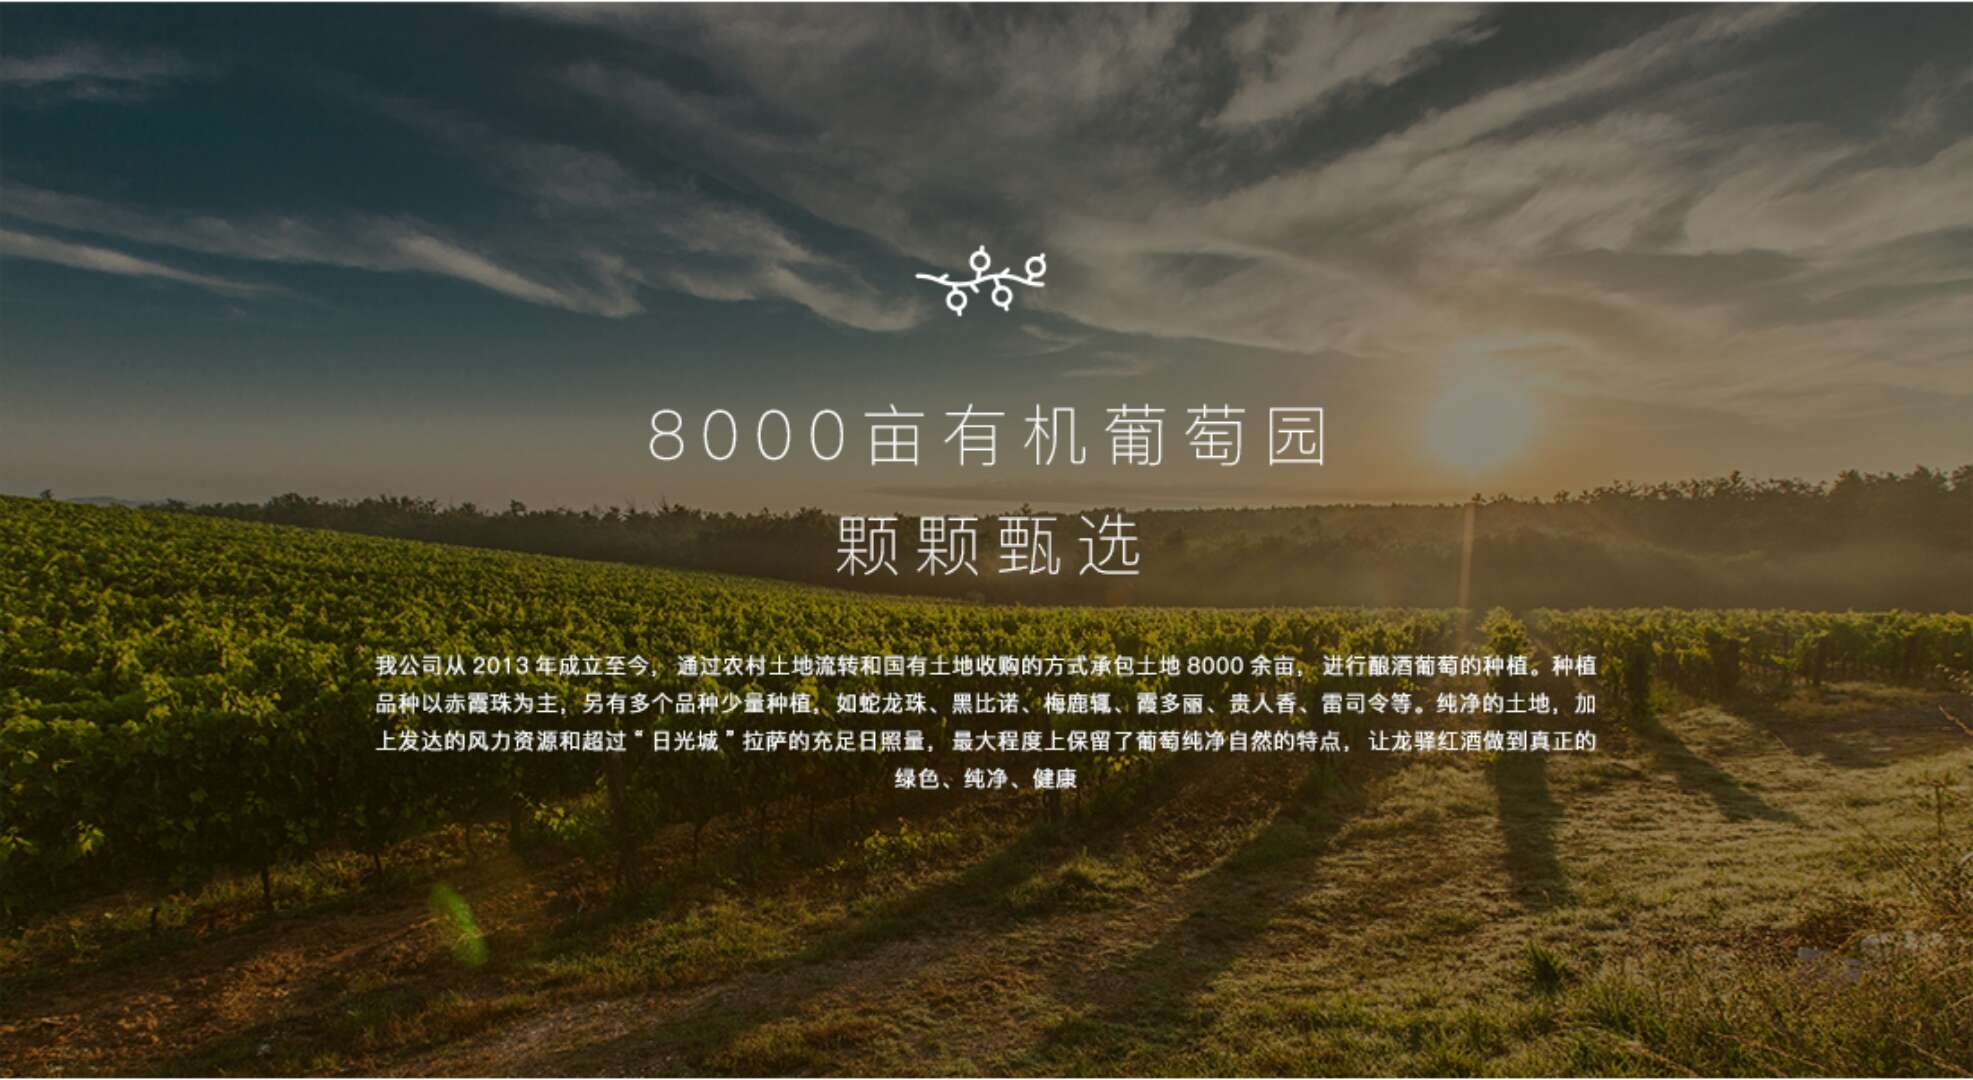 8000亩有机葡萄园
颗颗甄选
我公司从2013年成立至今，通过农村土地流转和国有土地收购的方式承包土地8000余亩，进行酿酒葡萄的种植。种植
品种以赤霞珠为主，另有多个品种少量种植，如蛇龙珠、黑比诺、梅鹿辄、霞多丽、贵人香、雷司令等。纯净的土地，加
上发达的风力资源和超过“日光城”拉萨的充足日照量，最大程度上保留了葡萄纯净自然的特点，让龙驿红酒做到真正的
绿色、纯净、健康